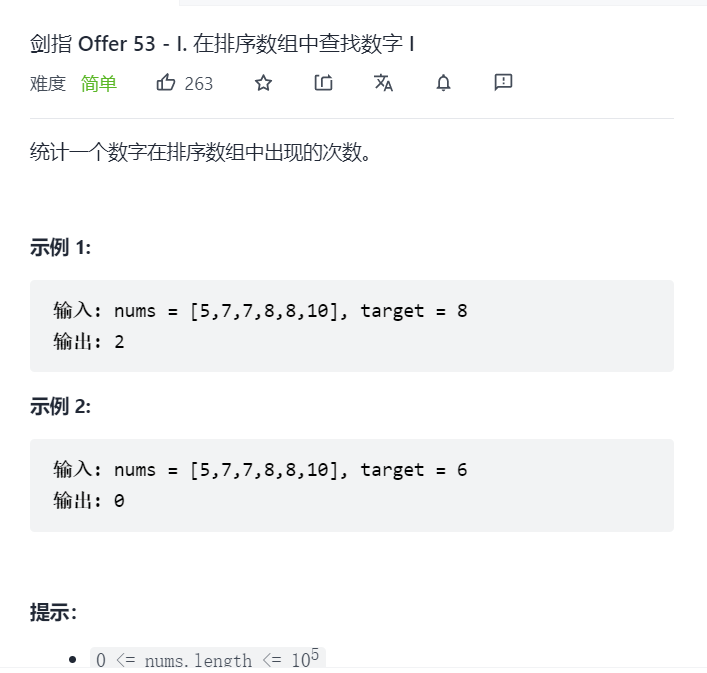 剑指 Offer 53 - I. 在排序数组中查找数字 I
难度 简单 263
统计一个数字在排序数组中出现的次数。
示例 1:
输入: nums = [5,7,7,8,8,10], target = 8
输出: 2
示例 2:
输入: nums = [5,7,7,8,8,10], target = 6
输出: 0
提示:
0 <= nums.length <= 10⁵